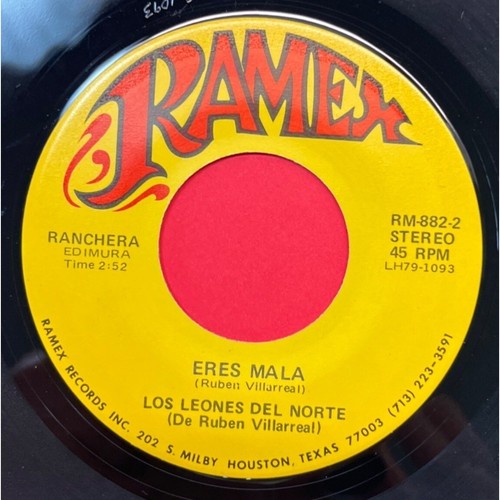 RAMEX
RANCHERA
EDIMURA
Time 2:52
RM-882-2
STEREO
45 RPM
LH79-1093
ERES MALA
(Ruben Villarreal)
LOS LEONES DEL NORTE
(De Ruben Villarreal)
RAMEX RECORDS INC. 202 S. MILBY HOUSTON, TEXAS 77003 (713) 223-3591